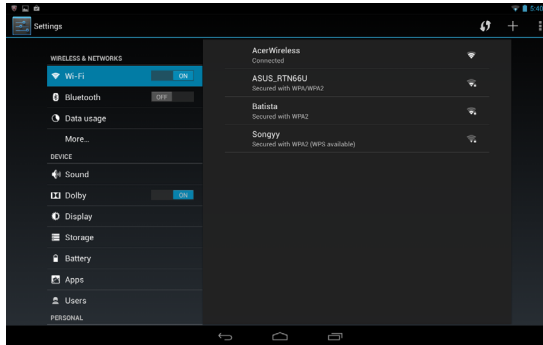 5:40
Settings
WIRELESS & NETWORKS
Wi-Fi ON
Bluetooth OFF
Data usage
More...
DEVICE
Sound
Dolby ON
Display
Storage
Battery
Apps
Users
PERSONAL
AcerWireless
Connected
ASUS_RTN66U
Secured with WPA/WPA2
Batista
Secured with WPA2
Songyy
Secured with WPA2 (WPS available)